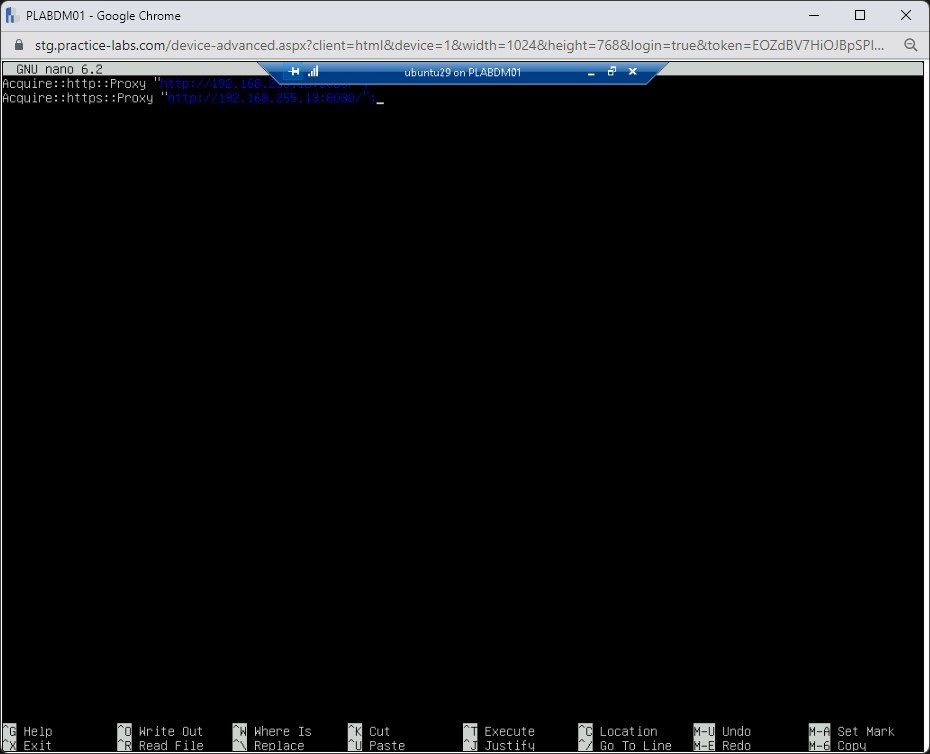 PLABDM01 - Google Chrome
stg.practice-labs.com/device-advanced.aspx?client=html&device=1&width=1024&height=768&login=true&token=EOZdBV7HiOJBpSPI...
GNU nano 6.2
ubuntu29 on PLABDM01
Acquire::http::Proxy "http://192.168.
Acquire::https::Proxy "http://192.168.255.13:8080/";
^G Help ^O Write Out ^W Where Is ^K Cut ^T Execute ^C Location M-U Undo M-A Set Mark
^X Exit ^R Read File ^\ Replace ^U Paste ^J Justify ^/ Go To Line M-E Redo M-6 Copy